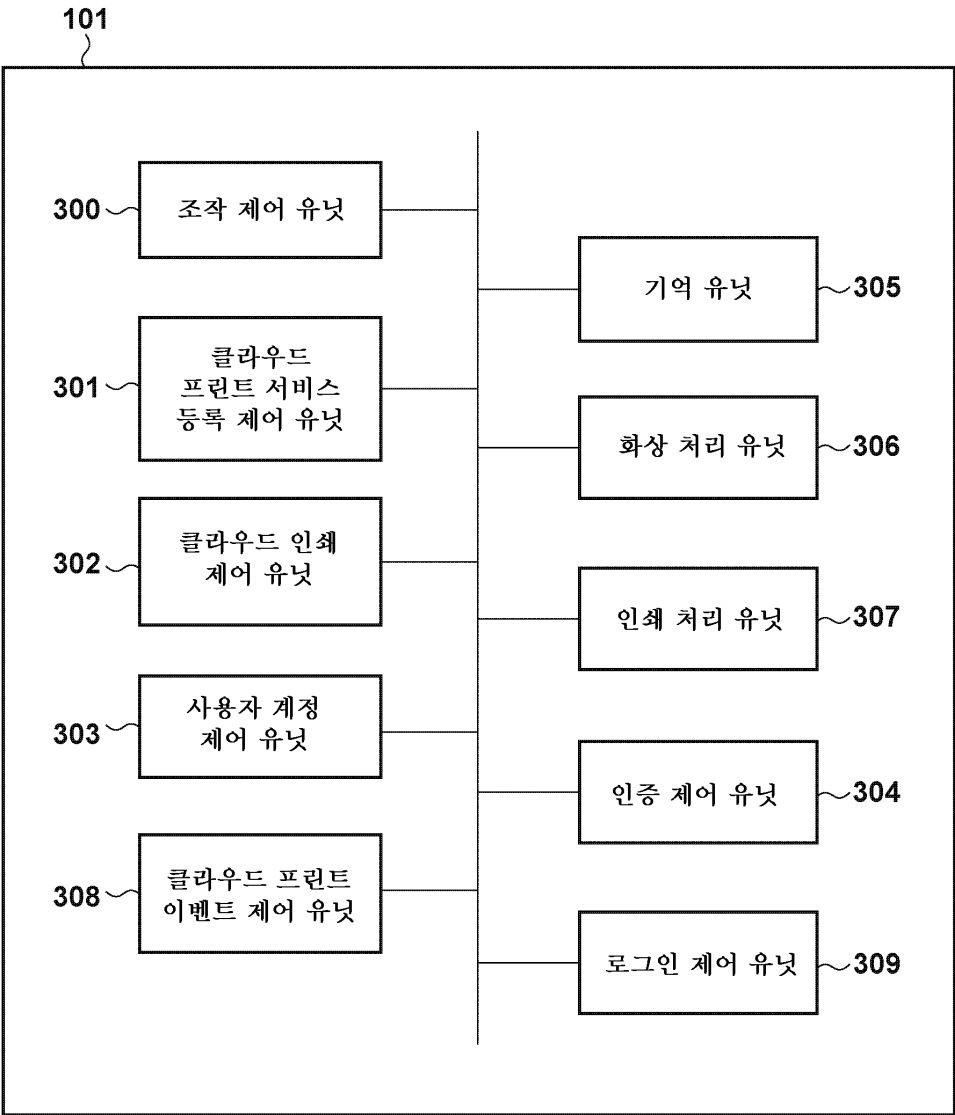 101
300
조작 제어 유닛
301
클라우드
프린트 서비스
등록 제어 유닛
302
클라우드 인쇄
제어 유닛
303
사용자 계정
제어 유닛
308
클라우드 프린트
이벤트 제어 유닛
기억 유닛
305
화상 처리 유닛
306
인쇄 처리 유닛
307
인증 제어 유닛
304
로그인 제어 유닛
309